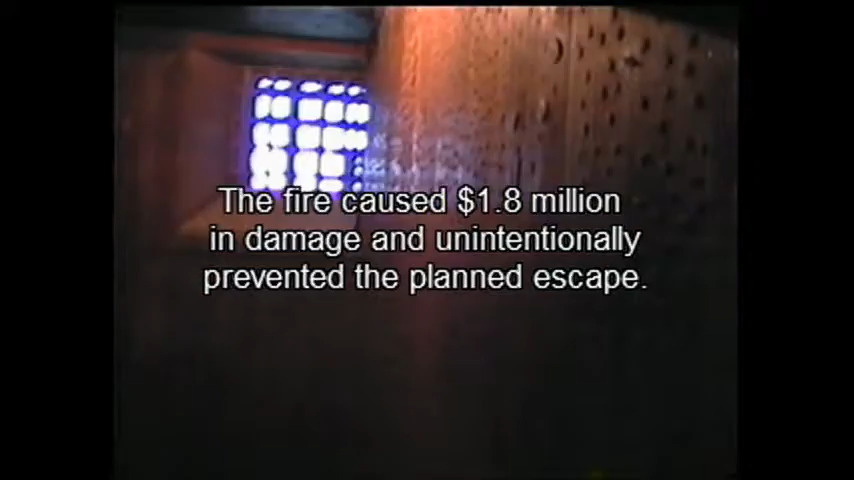 The fire caused $1.8 million
in damage and unintentionally
prevented the planned escape.